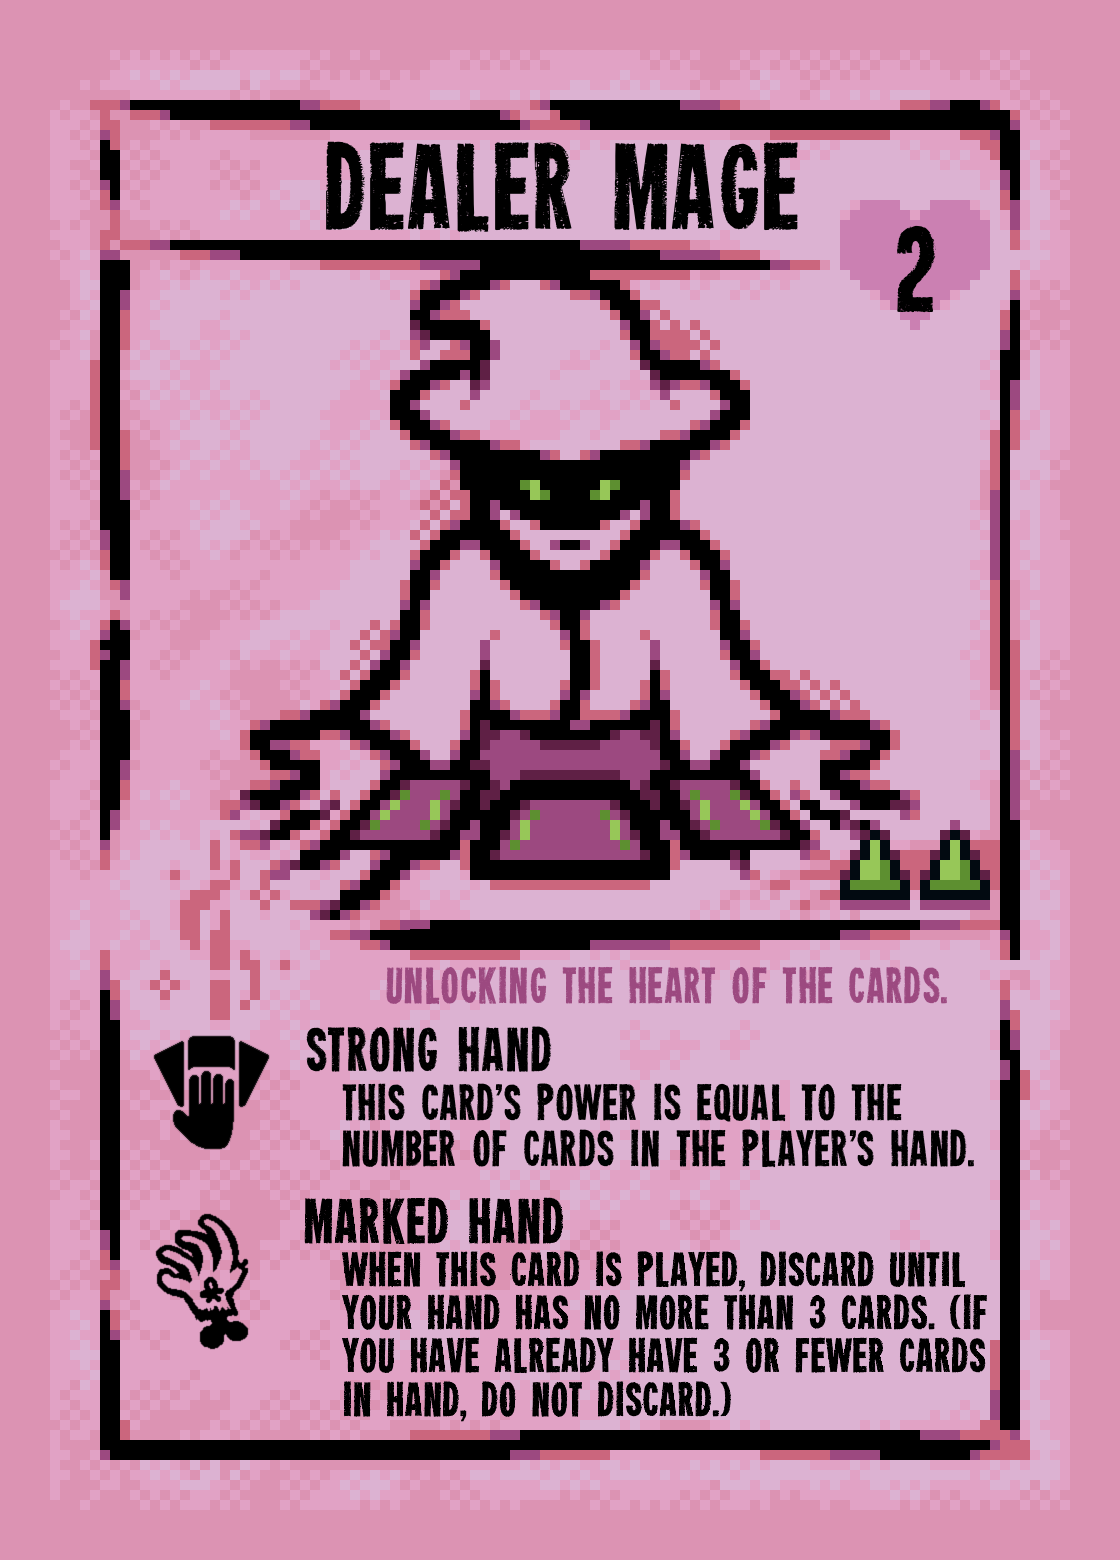 DEALER MAGE
2
UNLOCKING THE HEART OF THE CARDS.
STRONG HAND
THIS CARD'S POWER IS EQUAL TO THE
NUMBER OF CARDS IN THE PLAYER'S HAND.
MARKED HAND
WHEN THIS CARD IS PLAYED, DISCARD UNTIL
YOUR HAND HAS NO MORE THAN 3 CARDS. (IF
YOU HAVE ALREADY HAVE 3 OR FEWER CARDS
IN HAND, DO NOT DISCARD.)